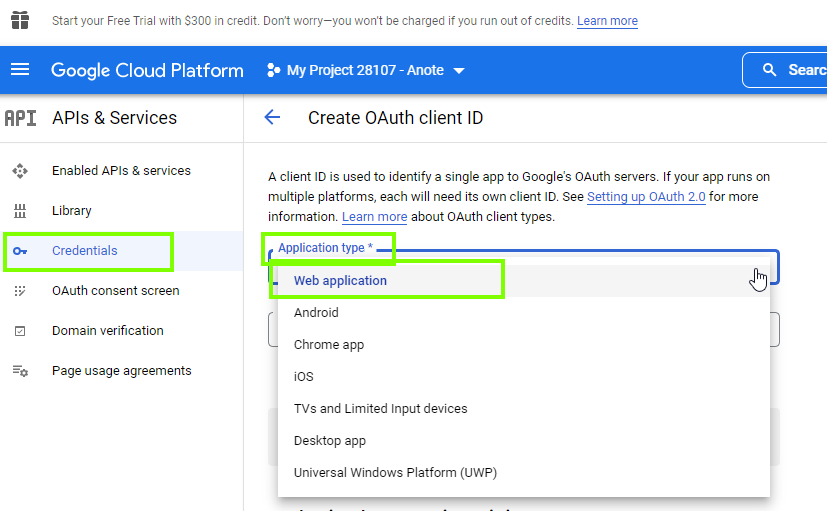 Start your Free Trial with $300 in credit. Don't worry—you won't be charged if you run out of credits. Learn more
Google Cloud Platform
My Project 28107 - Anote
Searc
API
APIs & Services
Create OAuth client ID
Enabled APIs & services
Library
Credentials
OAuth consent screen
Domain verification
Page usage agreements
A client ID is used to identify a single app to Google's OAuth servers. If your app runs on
multiple platforms, each will need its own client ID. See Setting up OAuth 2.0 for more
information. Learn more about OAuth client types.
Application type *
Web application
Android
Chrome app
iOS
TVs and Limited Input devices
Desktop app
Universal Windows Platform (UWP)